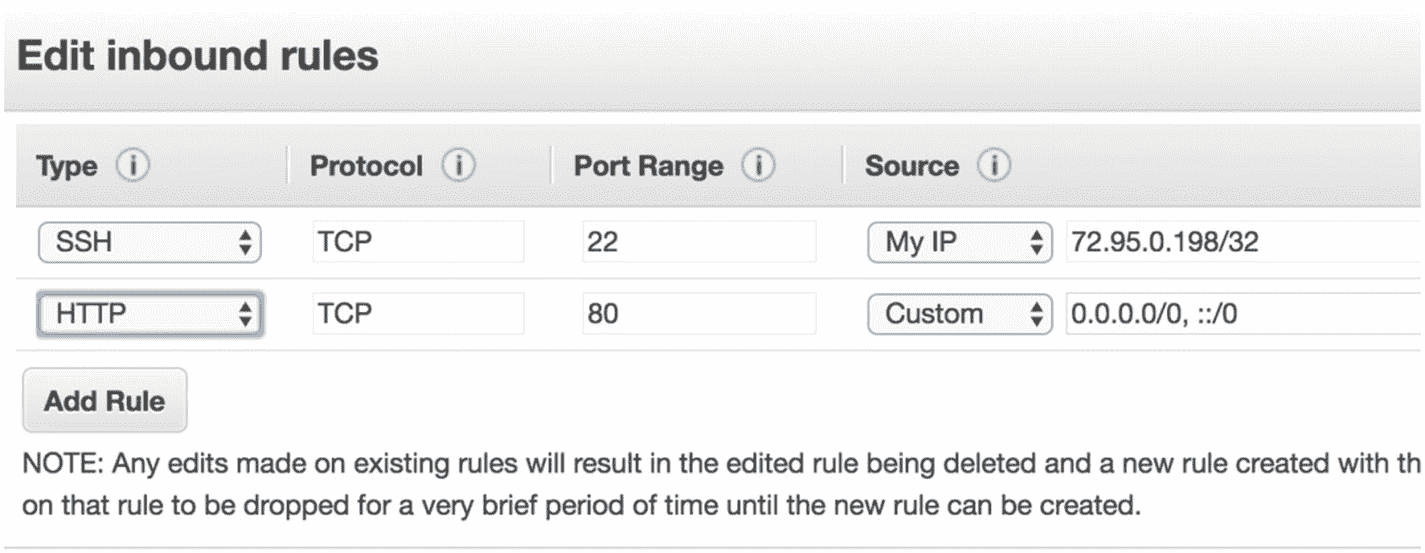 Edit inbound rules
Type i Protocol i Port Range i Source i
SSH TCP 22 My IP 72.95.0.198/32
HTTP TCP 80 Custom 0.0.0.0/0, ::/0
Add Rule
NOTE: Any edits made on existing rules will result in the edited rule being deleted and a new rule created with th
on that rule to be dropped for a very brief period of time until the new rule can be created.